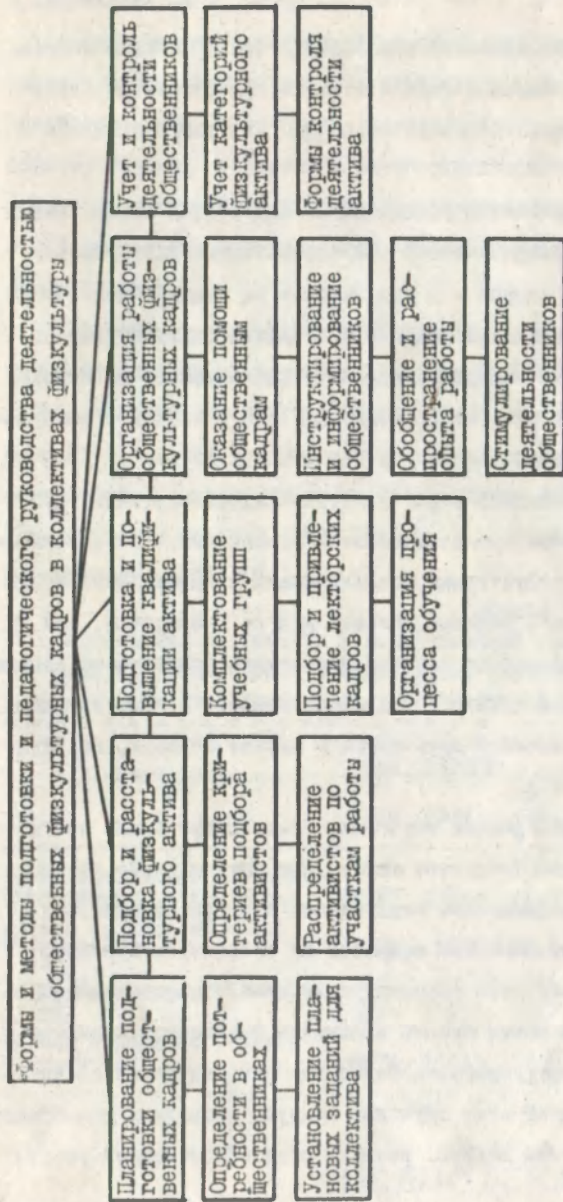 Формы и методы подготовки и педагогического руководства деятельностью
общественных физкультурных кадров в коллективах физкультуры
Планирование под-
готовки общест-
венных кадров
Определение пот-
ребности в об-
щественниках
Установление пла-
новых заданий для
коллектива
Подбор и расста-
новка физкуль-
турного актива
Определение кри-
териев подбора
активистов
Распределение
активистов по
участкам работы
Подготовка и по-
вышение квалифи-
кации актива
Комплектование
учебных групп
Подбор и привле-
чение лекторских
кадров
Организация про-
цесса обучения
Организация работы
общественных физ-
культурных кадров
Оказание помощи
общественным
кадрам
Инструктирование
и информирование
общественников
Обобщение и рас-
пространение
опыта работы
Стимулирование
деятельности
общественников
Учет и контроль
деятельности
общественников
Учет категорий
физкультурного
актива
Формы контроля
деятельности
актива